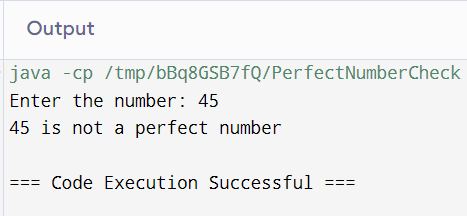 Output
java -cp /tmp/bBq8GSB7fQ/PerfectNumberCheck
Enter the number: 45
45 is not a perfect number
=== Code Execution Successful ===